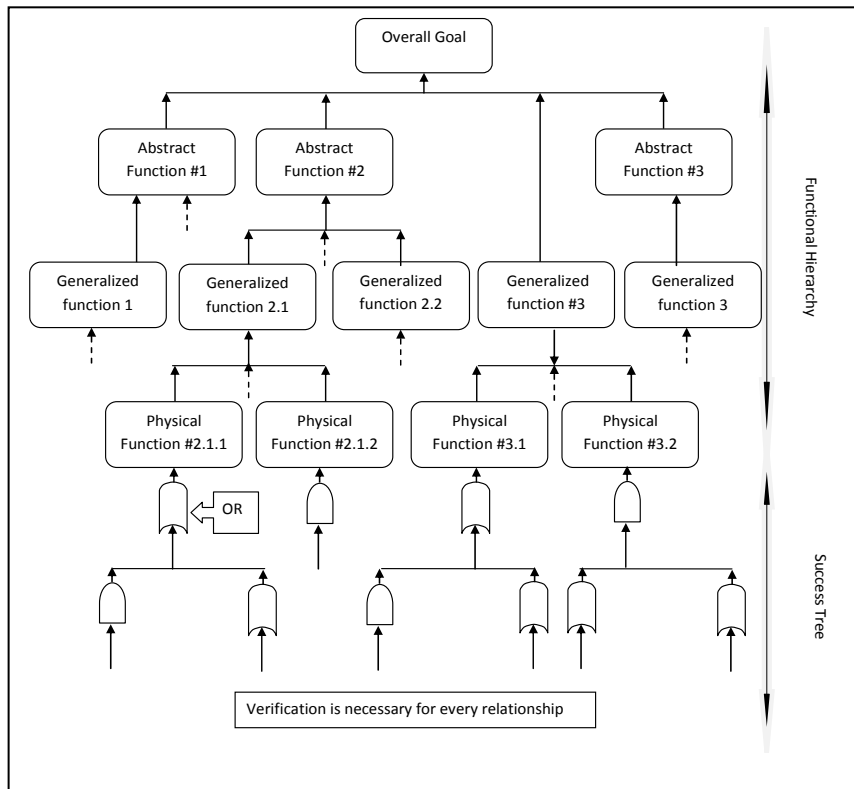 Overall Goal
Abstract
Function #1
Abstract
Function #2
Abstract
Function #3
Generalized
function 1
Generalized
function 2.1
Generalized
function 2.2
Generalized
function #3
Generalized
function 3
Physical
Function #2.1.1
Physical
Function #2.1.2
Physical
Function #3.1
Physical
Function #3.2
OR
Verification is necessary for every relationship
Functional Hierarchy
Success Tree